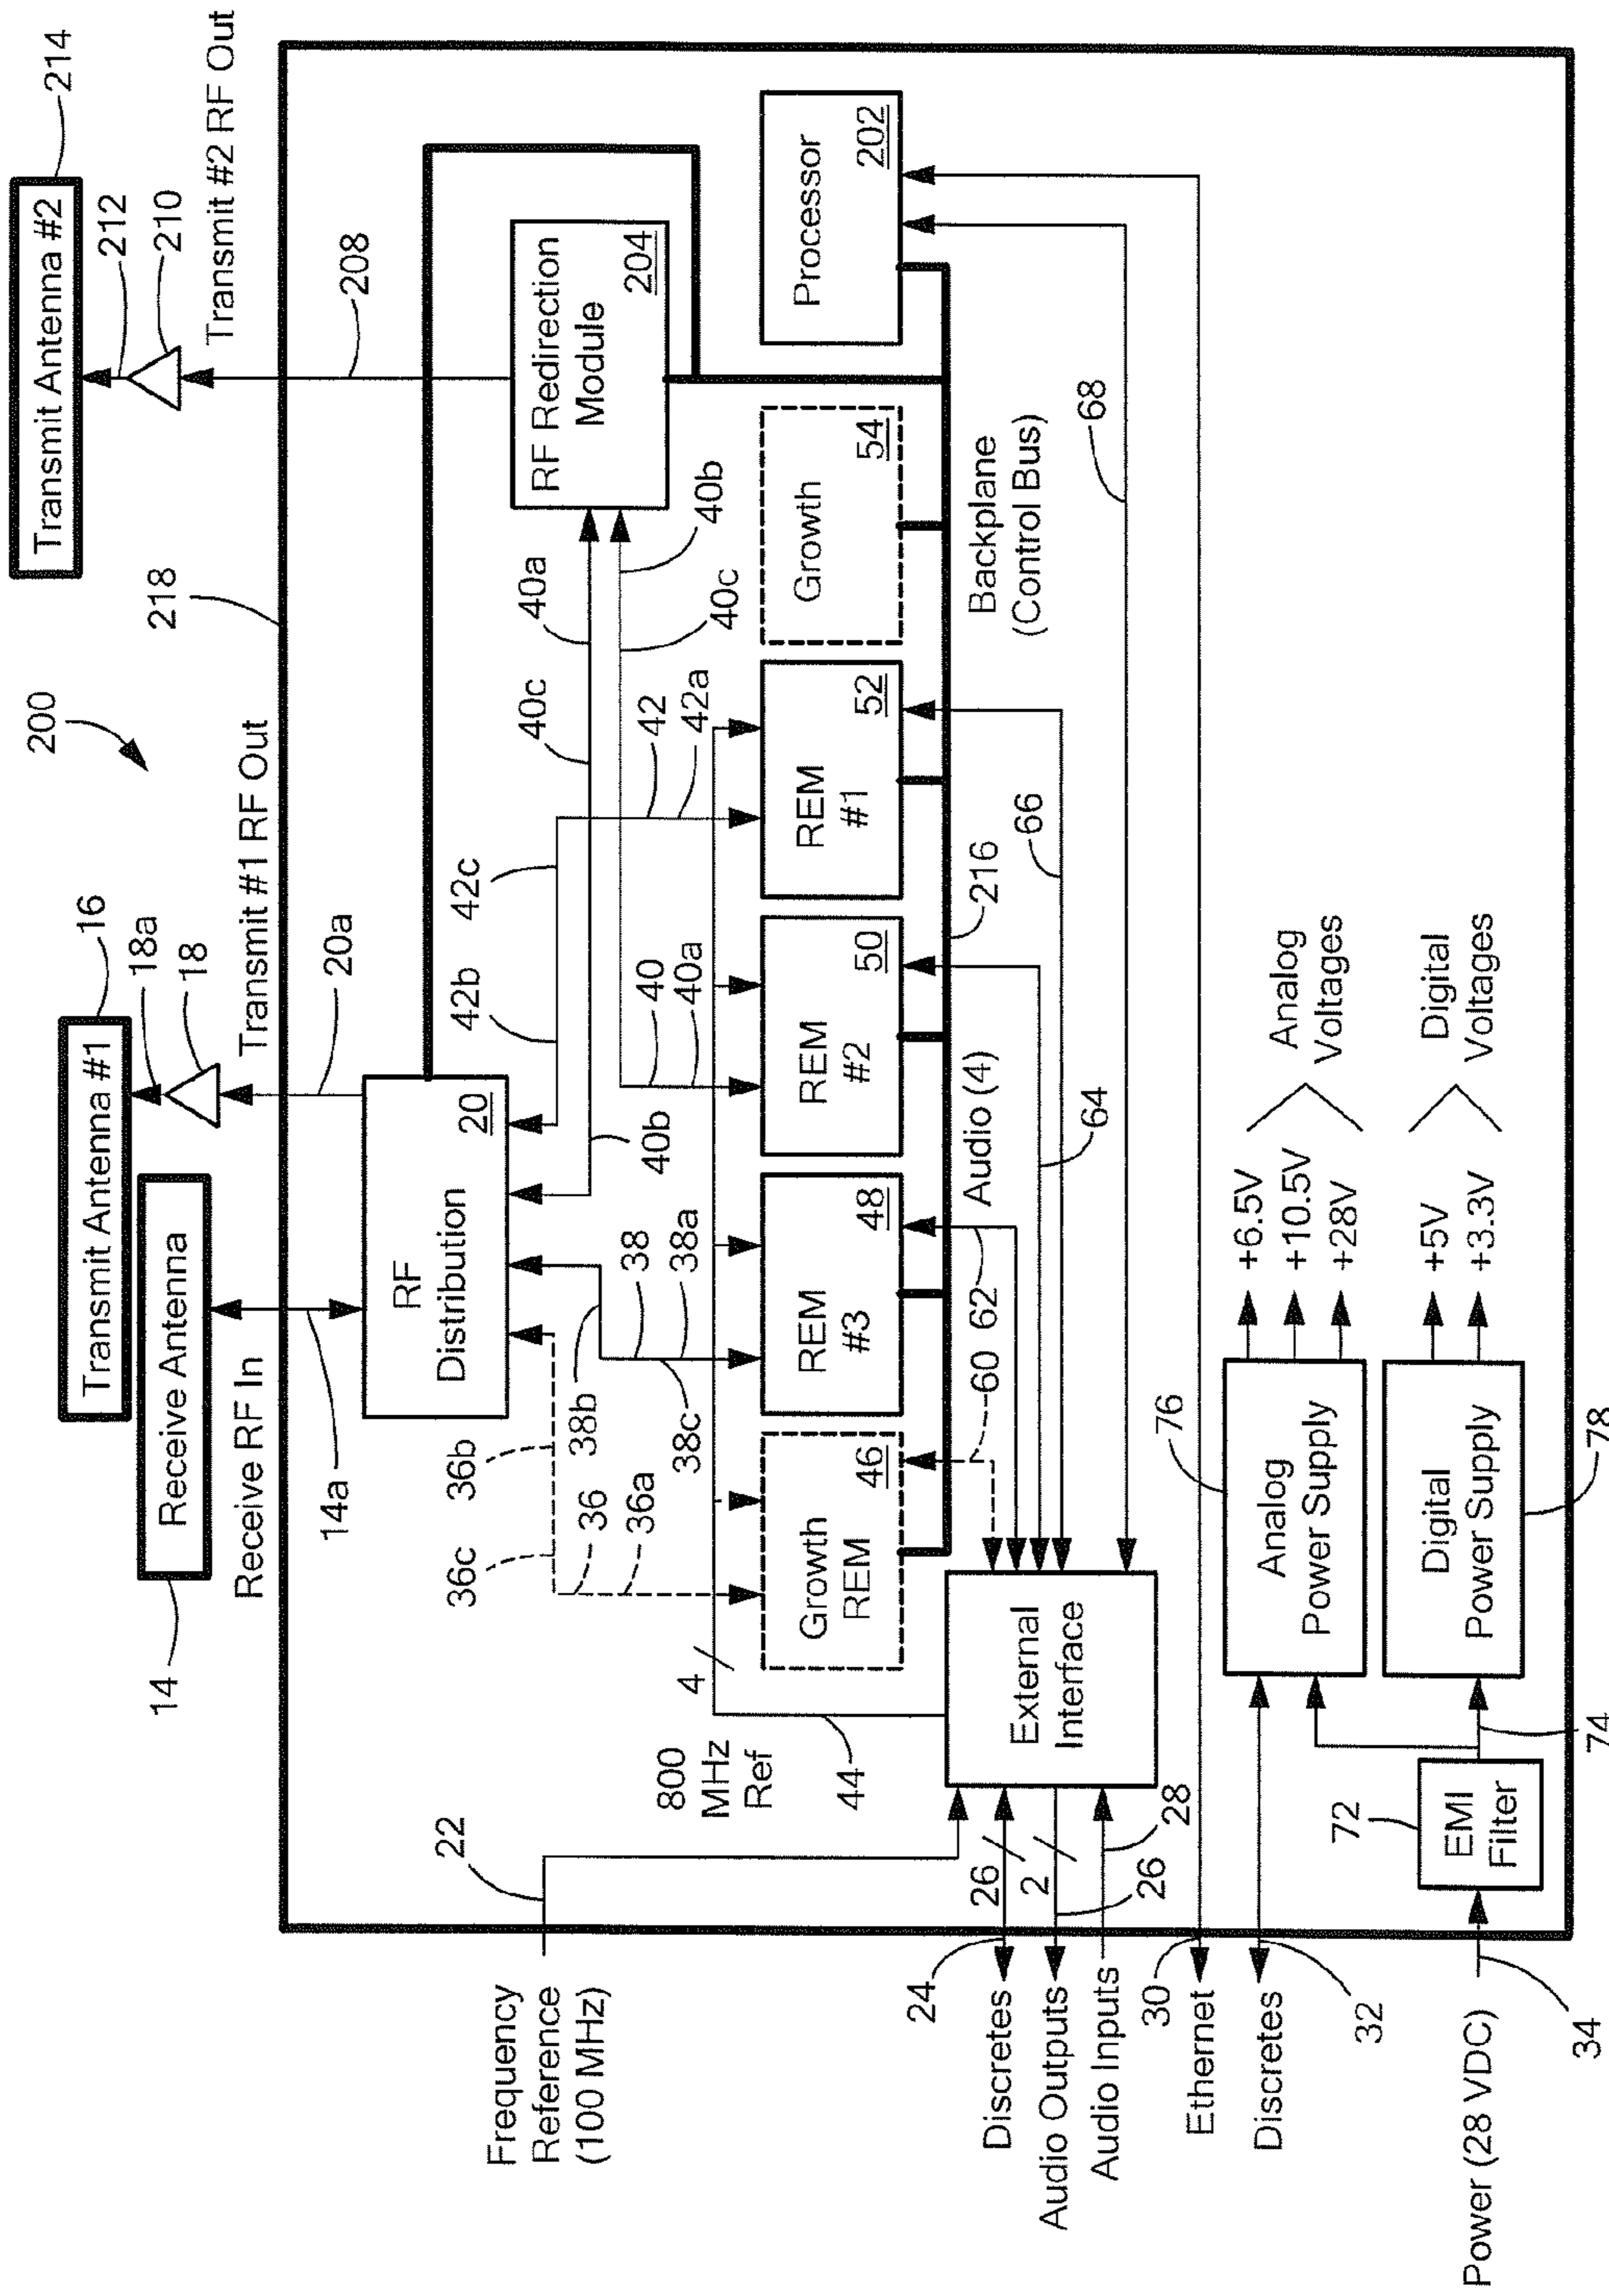 200
218
Transmit Antenna #1
16
18a
18
Receive Antenna
14
14a
Receive RF In
Transmit #1 RF Out
20a
Transmit Antenna #2
214
212
210
Transmit #2 RF Out
208
RF
Distribution
20
RF Redirection
Module
204
36c
36b
36
36a
38b
38
38a
38c
42b
42c
40b
40c
40a
40
40a
42
42a
40c
40b
Frequency
Reference
(100 MHz)
22
800
MHz
Ref
44
4
Growth
REM
46
REM
#3
48
REM
#2
50
REM
#1
52
Growth
54
Processor
202
60
62
Audio (4)
64
216
66
Backplane
(Control Bus)
68
External
Interface
Discretes
24
26
Audio Outputs
2
26
Audio Inputs
28
Ethernet
30
Discretes
32
Power (28 VDC)
34
EMI
Filter
72
74
Analog
Power Supply
76
Digital
Power Supply
78
+6.5V
+10.5V
+28V
Analog
Voltages
+5V
+3.3V
Digital
Voltages